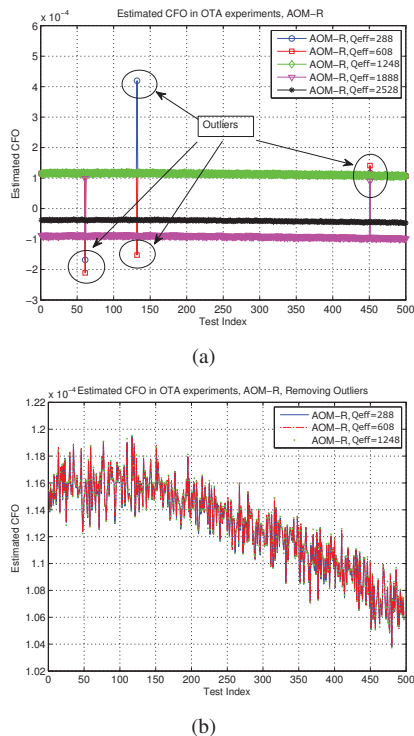 Estimated CFO in OTA experiments, AOM-R
x 10⁻⁴
6
5
4
3
2
1
0
−1
−2
−3
Estimated CFO
AOM-R, Qeff=288
AOM-R, Qeff=608
AOM-R, Qeff=1248
AOM-R, Qeff=1888
AOM-R, Qeff=2528
Outliers
0 50 100 150 200 250 300 350 400 450 500
Test Index
(a)
x 10⁻⁴ Estimated CFO in OTA experiments, AOM-R, Removing Outliers
1.22
1.2
1.18
1.16
1.14
1.12
1.1
1.08
1.06
1.04
1.02
Estimated CFO
AOM-R, Qeff=288
AOM-R, Qeff=608
AOM-R, Qeff=1248
0 50 100 150 200 250 300 350 400 450 500
Test Index
(b)